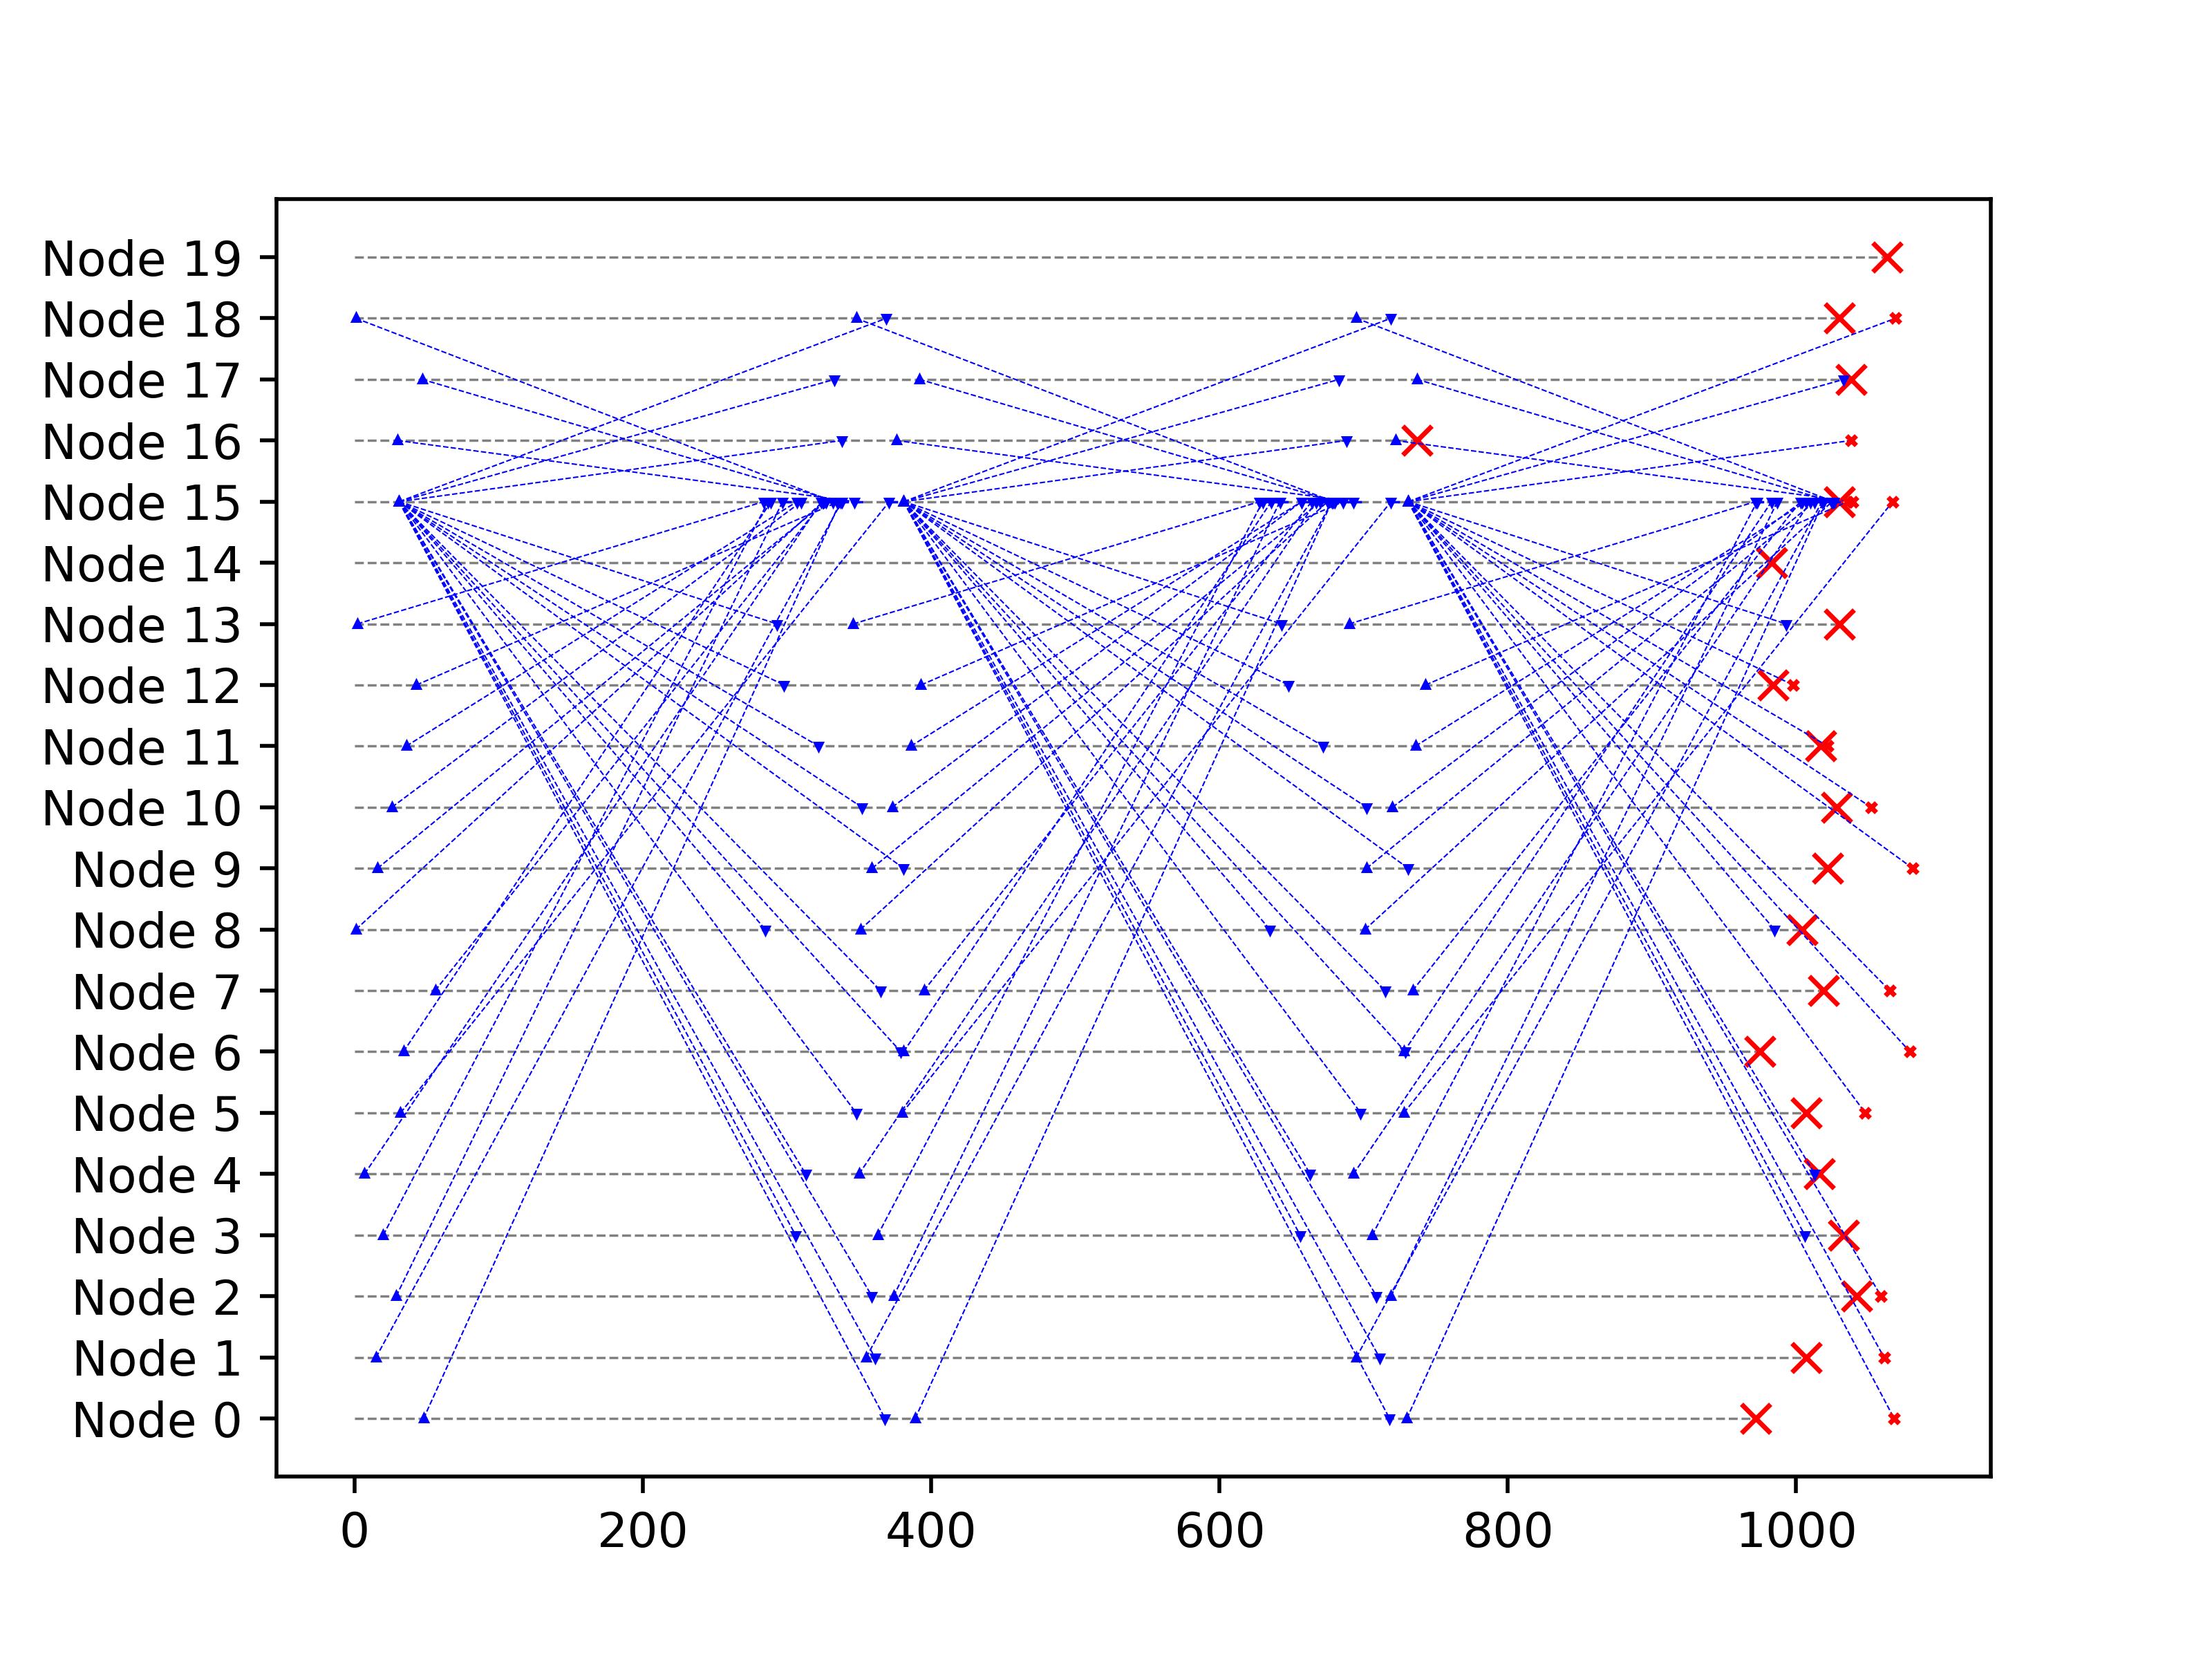 Node 19
Node 18
Node 17
Node 16
Node 15
Node 14
Node 13
Node 12
Node 11
Node 10
Node 9
Node 8
Node 7
Node 6
Node 5
Node 4
Node 3
Node 2
Node 1
Node 0
0 200 400 600 800 1000